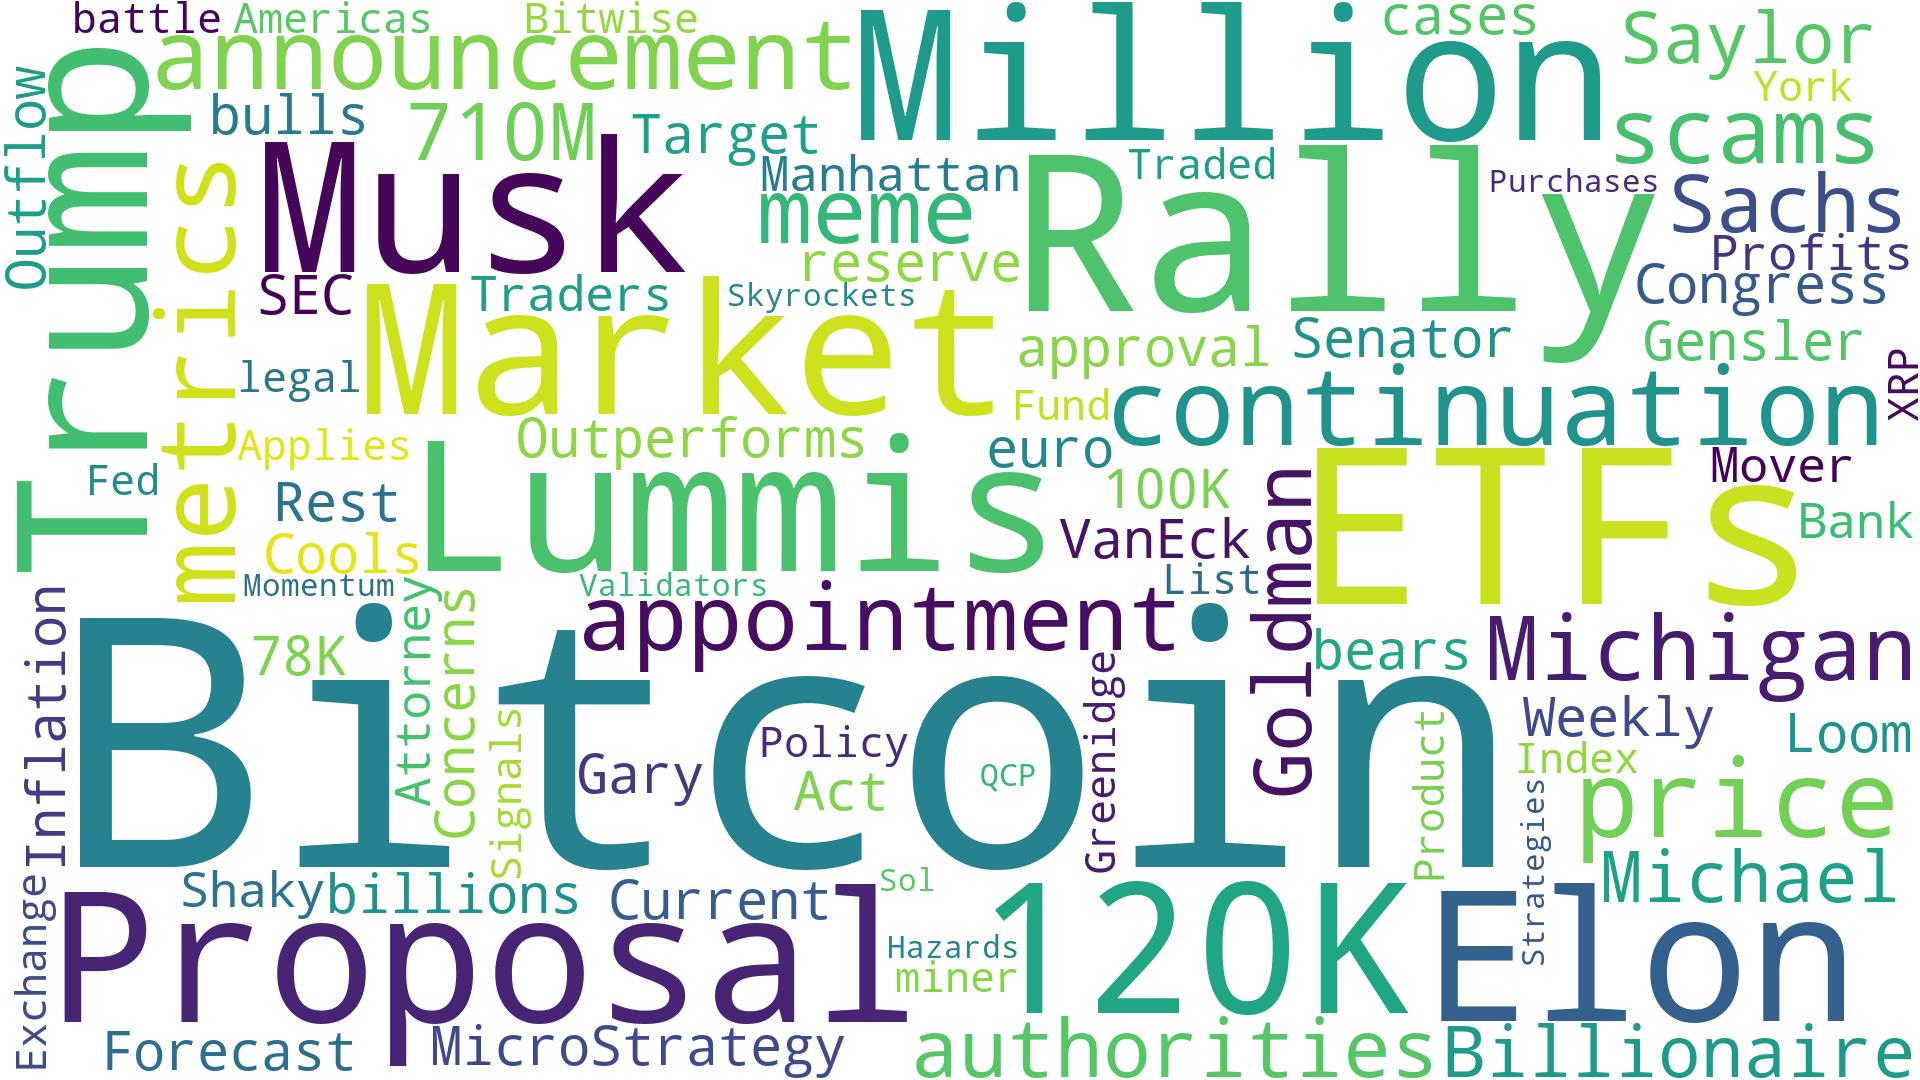 battle
Americas
Bitwise
Million
cases
Saylor
announcement
Trump
Outflow
York
bulls
710M
Target
scams
Musk
Manhattan
Traded
Rally
Purchases
metrics
meme
Sachs
reserve
Profits
SEC
Traders
Skyrockets
Congress
Market
approval
Senator
Gensler
legal
XRP
Fund
continuation
Applies
Outperforms
euro
Fed
Lummis
100K
Goldman
ETFs
Mover
Rest
Bank
Cools
VanEck
Momentum
Validators
List
Inflation
Bitcoin
78K
Attorney
Concerns
appointment
bears
Michigan
Signals
Gary
Policy
Act
QCP
Greenidge
Product
Weekly
Loom
Index
price
Strategies
Exchange
Shaky
billions
Current
Sol
Michael
Proposal
Hazards
miner
120K
Elon
Forecast
MicroStrategy
authorities
Billionaire